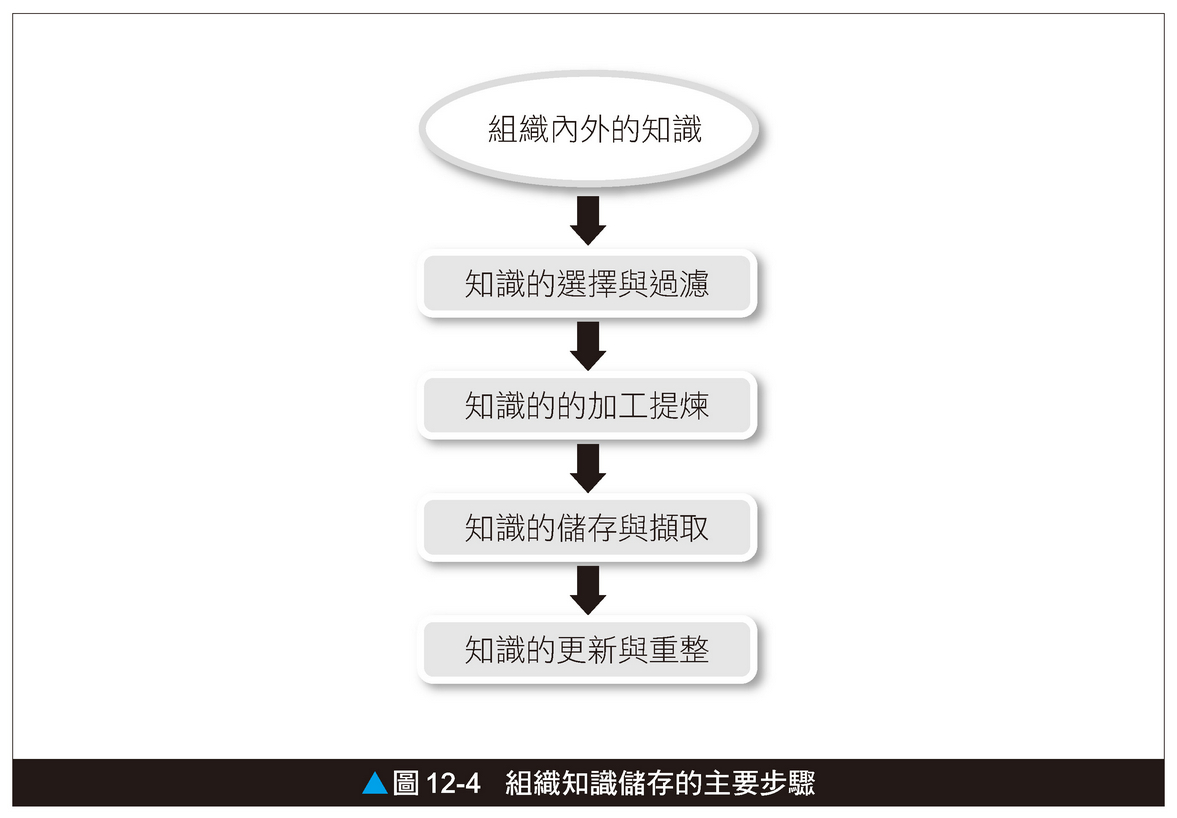 組織內外的知識
知識的選擇與過濾
知識的的加工提煉
知識的儲存與擷取
知識的更新與重整
▲圖 12-4 組織知識儲存的主要步驟